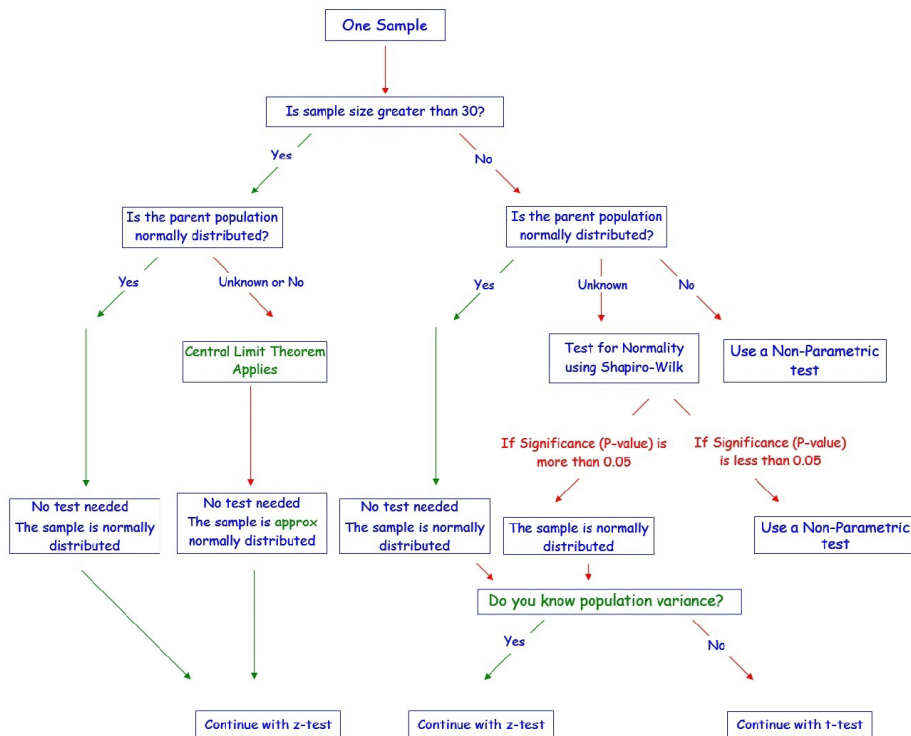 One Sample
Is sample size greater than 30?
Yes
No
Is the parent population
normally distributed?
Is the parent population
normally distributed?
Yes
Unknown or No
Yes
Unknown
No
Central Limit Theorem
Applies
Test for Normality
using Shapiro-Wilk
Use a Non-Parametric
test
If Significance (P-value) is
more than 0.05
If Significance (P-value)
is less than 0.05
No test needed
The sample is normally
distributed
No test needed
The sample is approx
normally distributed
No test needed
The sample is normally
distributed
The sample is normally
distributed
Use a Non-Parametric
test
Do you know population variance?
Yes
No
Continue with z-test
Continue with z-test
Continue with t-test